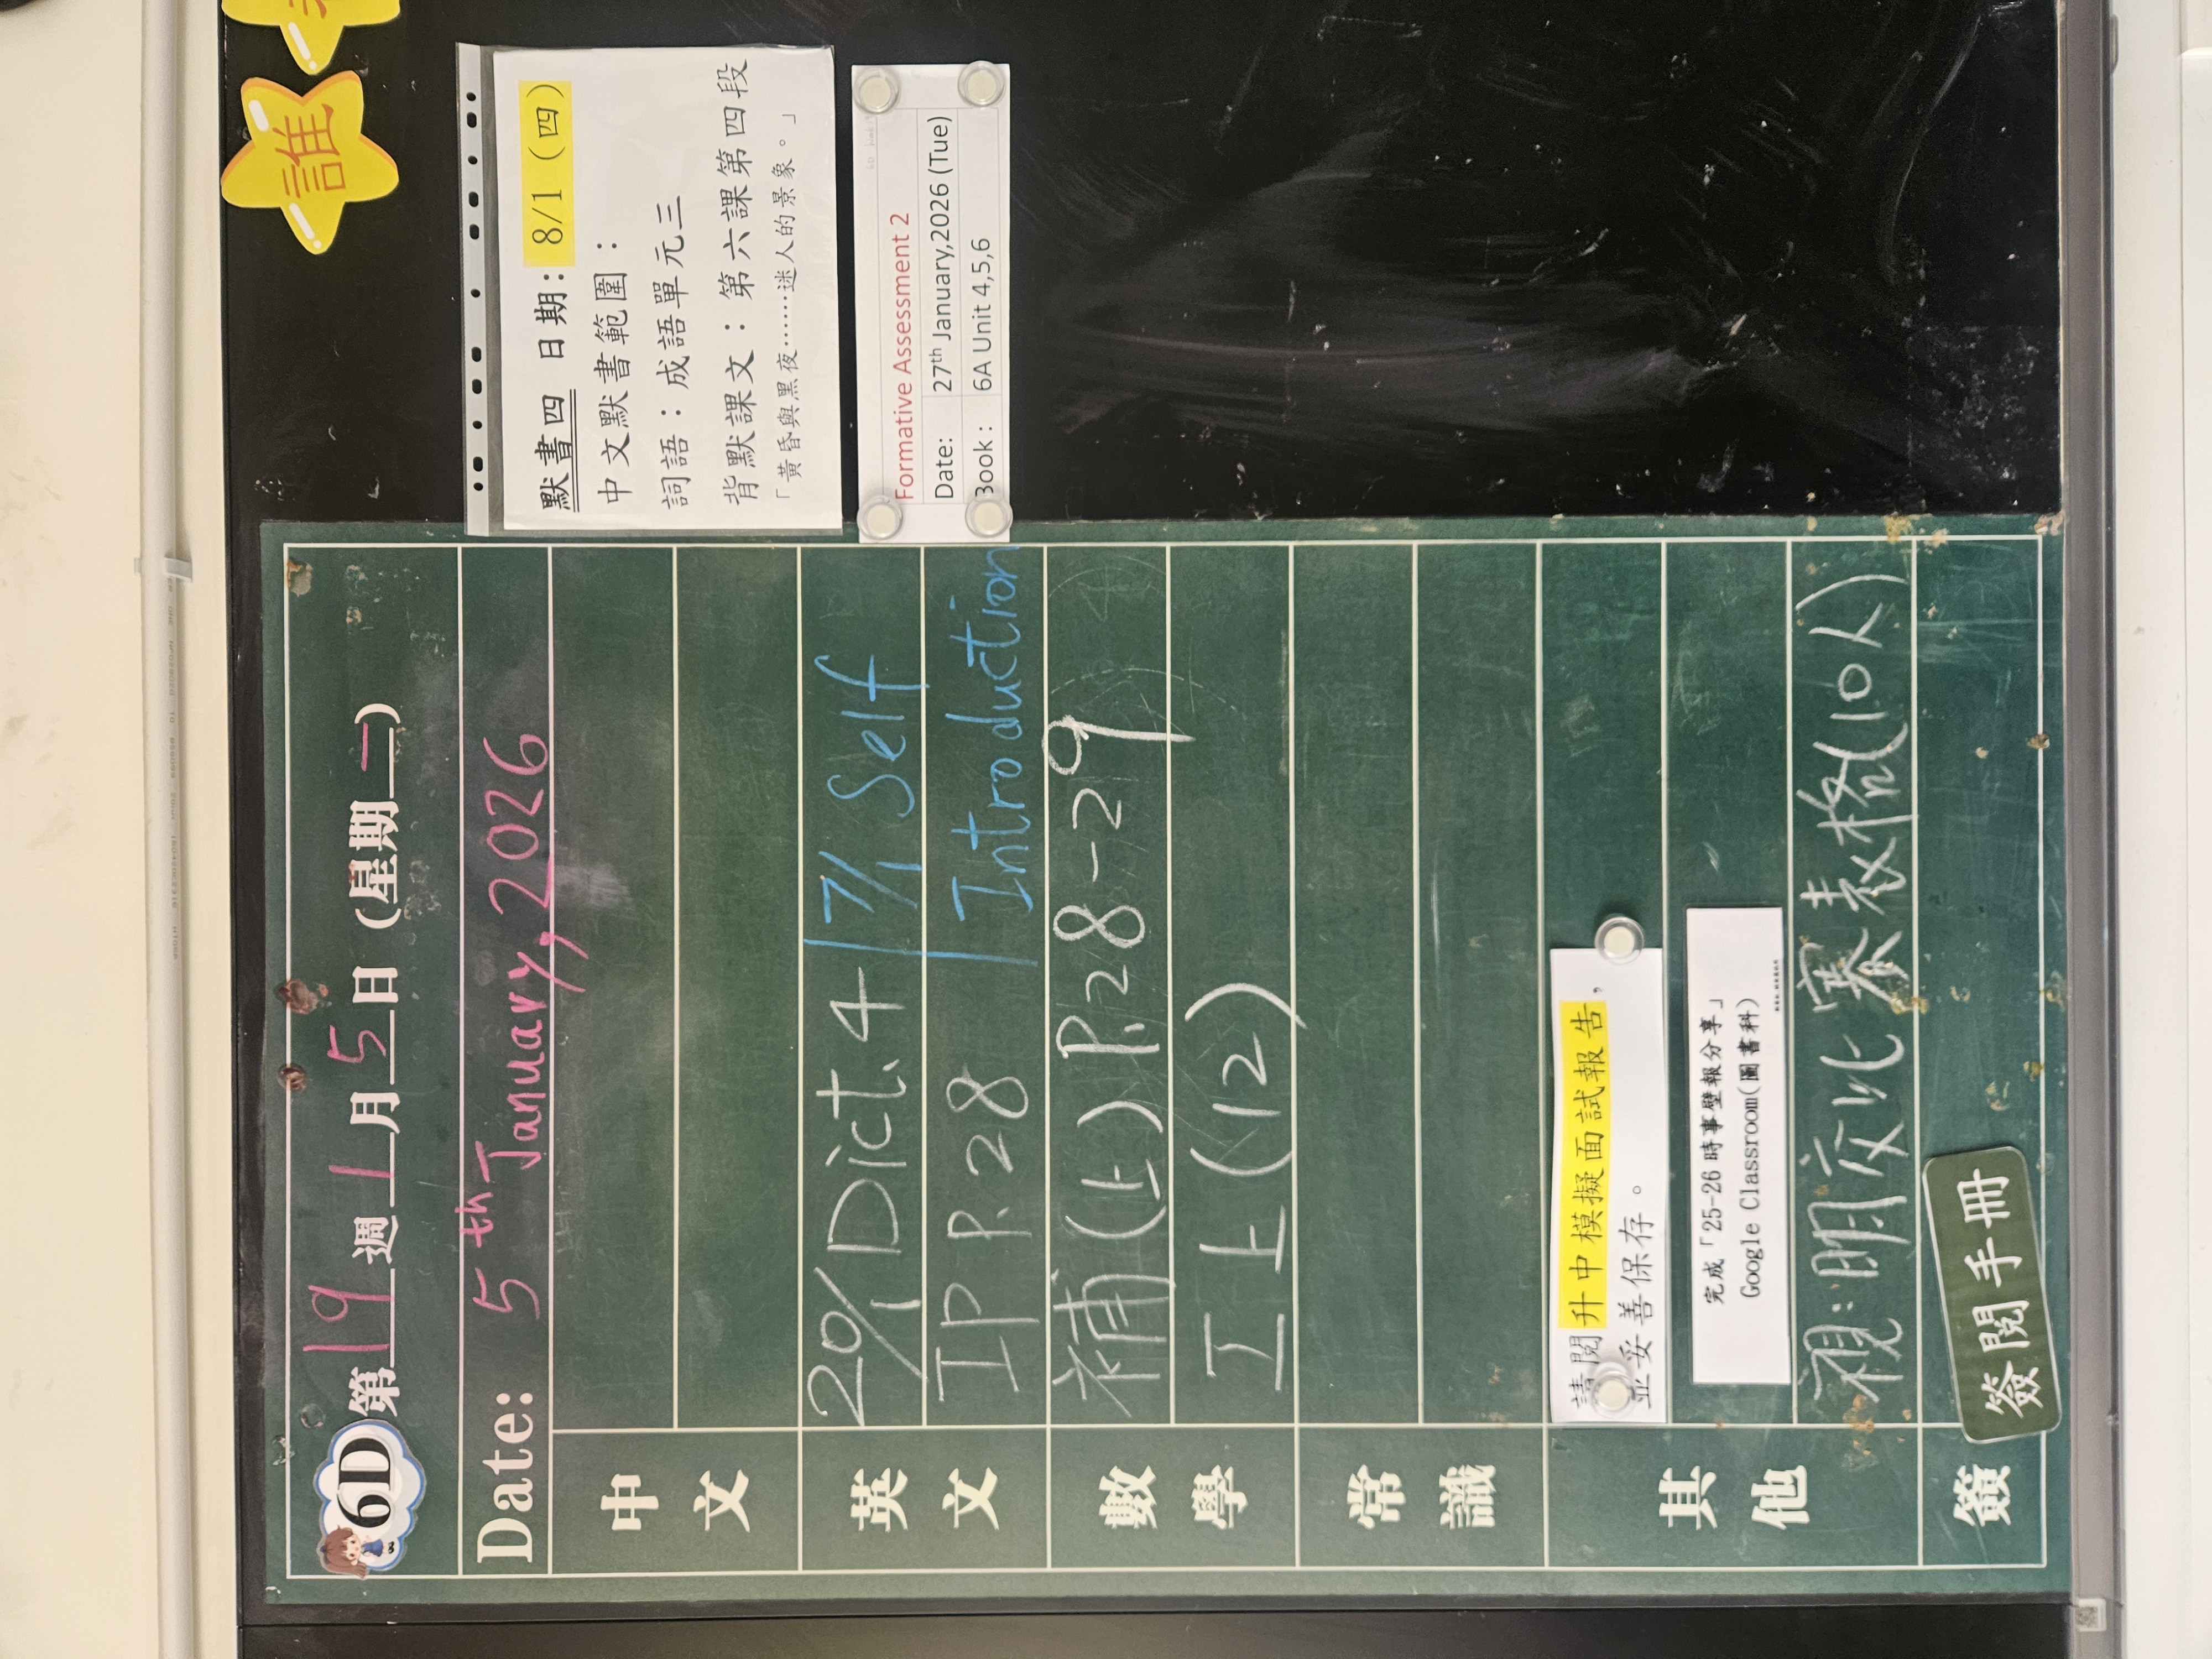 誰
6D 第19週1月5日 (星期一)
Date: 5th January, 2026
中文
英文
20/1 Dict. 4
17/1 Self
IP P. 28
Introduction
數學
補(上) P. 28-29
工上(12)
常識
其他
請閱升中模擬面試報告,
並妥善保存。
完成「25-26時事壁報分享」
Google Classroom(圖書科)
視:明交比賽表格(10人)
簽
簽閱手冊
默書四 日期: 8/1 (四)
中文默書範圍:
詞語:成語單元三
背默課文:第六課第四段
「黃昏與黑夜……迷人的景象。」
Formative Assessment 2
Date: 27th January,2026 (Tue)
Book: 6A Unit 4,5,6